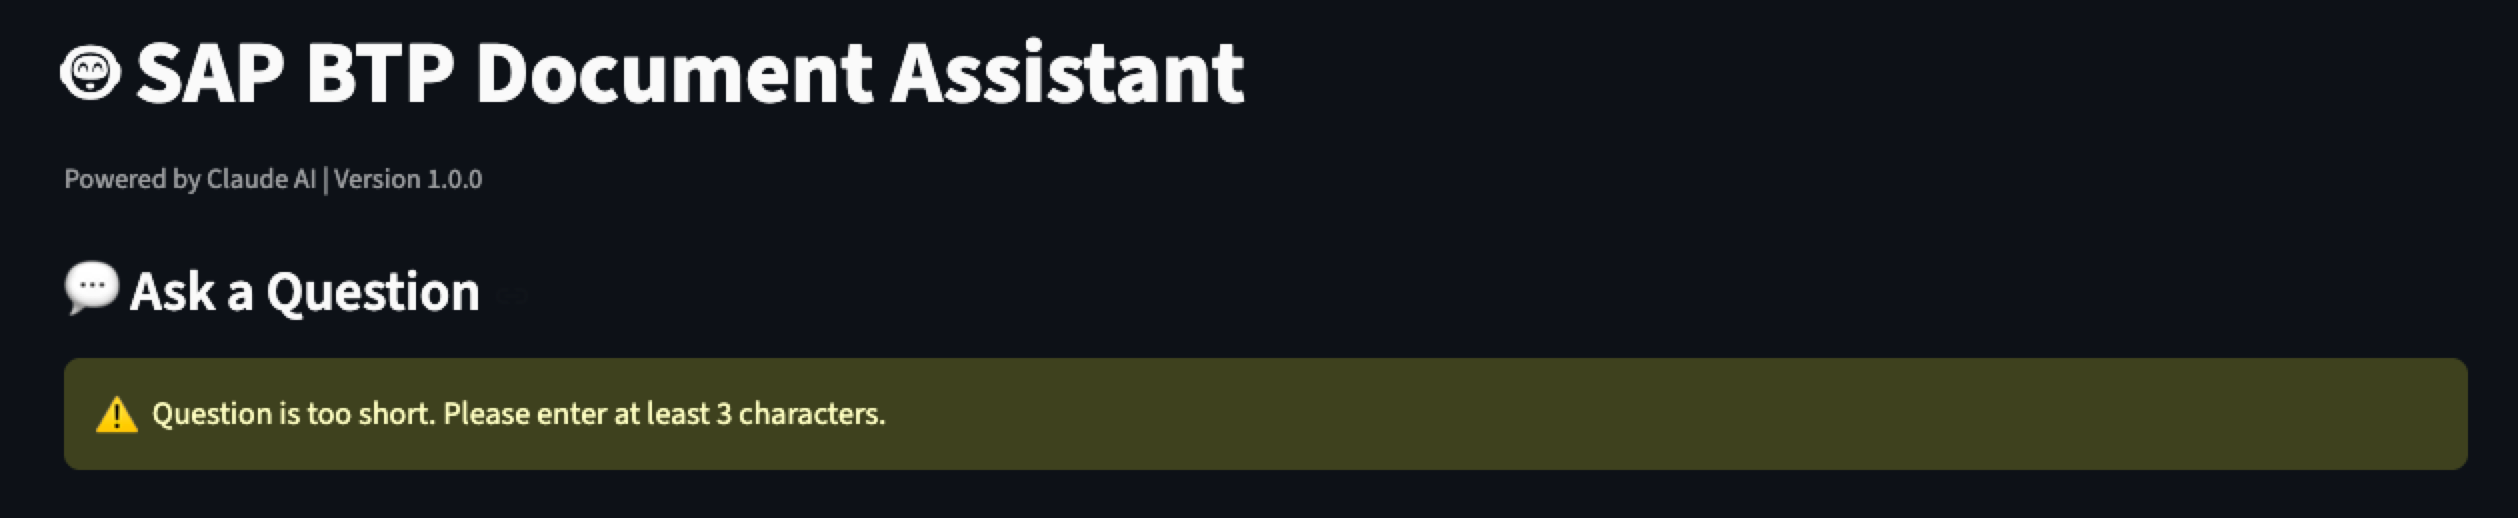 SAP BTP Document Assistant
Powered by Claude AI | Version 1.0.0
Ask a Question
Question is too short. Please enter at least 3 characters.